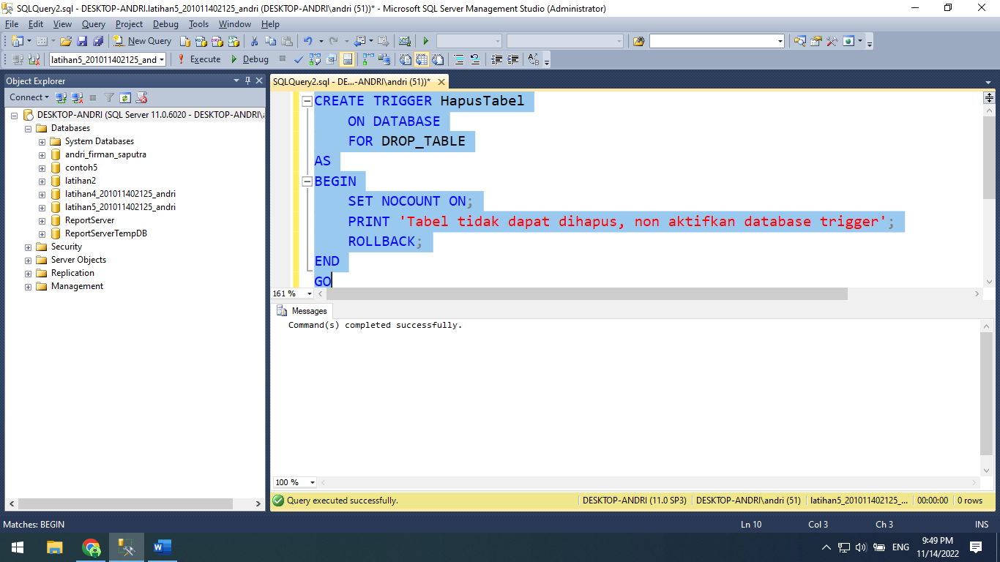 SQLQuery2.sql - DESKTOP-ANDRI.latihan5_201011402125_andri (DESKTOP-ANDRI\andri (51))* - Microsoft SQL Server Management Studio (Administrator)
File Edit View Query Project Debug Tools Window Help
New Query
latihan5_201011402125_and Execute Debug
Object Explorer
SQLQuery2.sql - DE...-ANDRI\andri (51))*
Connect
DESKTOP-ANDRI (SQL Server 11.0.6020 - DESKTOP-ANDRI\
Databases
System Databases
andri_firman_saputra
contoh5
latihan2
latihan4_201011402125_andri
latihan5_201011402125_andri
ReportServer
ReportServerTempDB
Security
Server Objects
Replication
Management
CREATE TRIGGER HapusTabel
ON DATABASE
FOR DROP_TABLE
AS
BEGIN
SET NOCOUNT ON;
PRINT 'Tabel tidak dapat dihapus, non aktifkan database trigger';
ROLLBACK;
END
GO
161 %
Messages
Command(s) completed successfully.
100 %
Query executed successfully.
DESKTOP-ANDRI (11.0 SP3) DESKTOP-ANDRI\andri (51) latihan5_201011402125_... 00:00:00 0 rows
Matches: BEGIN
Ln 10 Col 3 Ch 3 INS
ENG
9:49 PM
11/14/2022